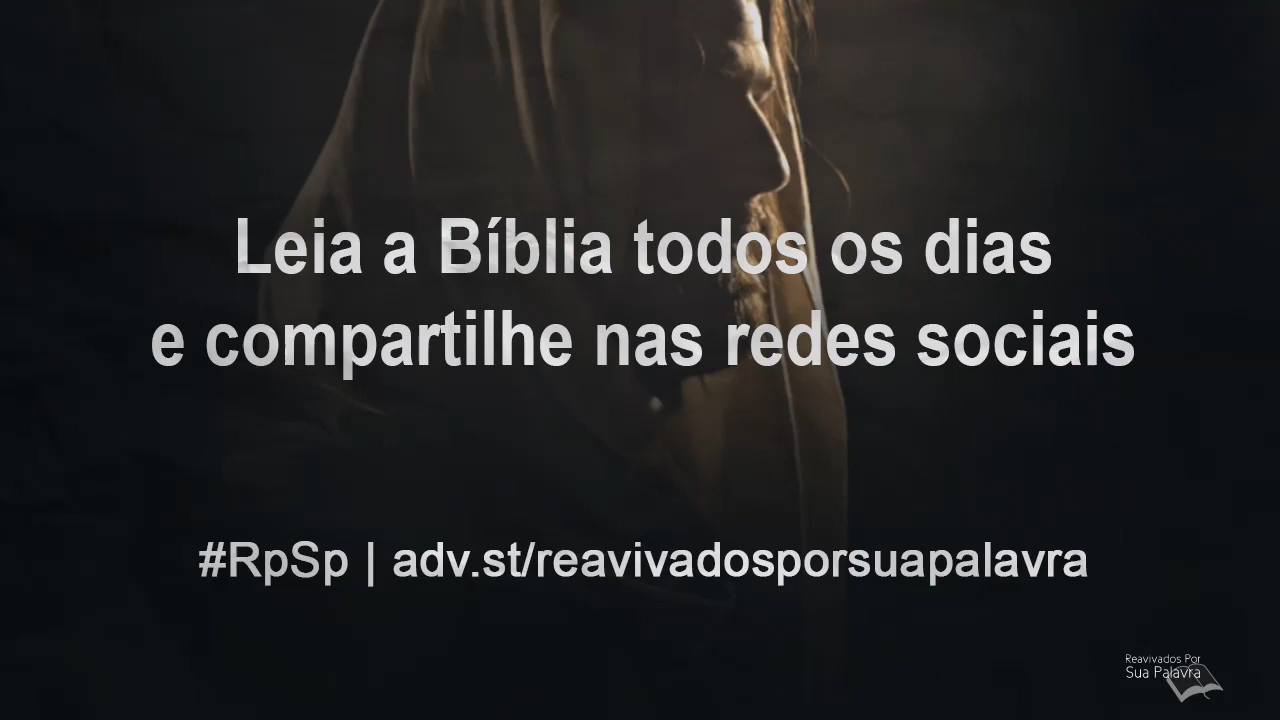 Leia a Bíblia todos os dias
e compartilhe nas redes sociais
#RpSp | adv.st/reavivadosporsuapalavra
Reavivados Por
Sua Palavra